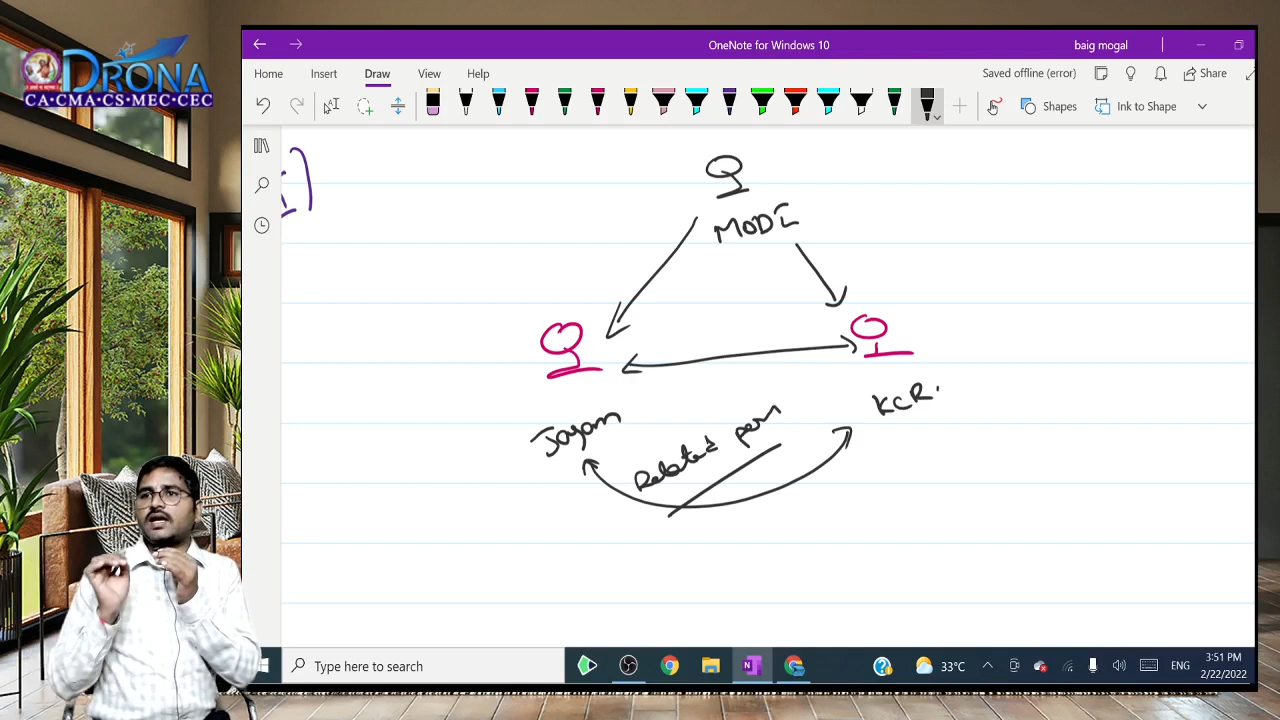 DRONA
CA•CMA•CS•MEC•CEC
OneNote for Windows 10
baig mogal
Home Insert Draw View Help
Saved offline (error)
Share
Shapes
Ink to Shape
MODI
KCR.
Jagan
Related
Type here to search
33°C
ENG
3:51 PM
2/22/2022